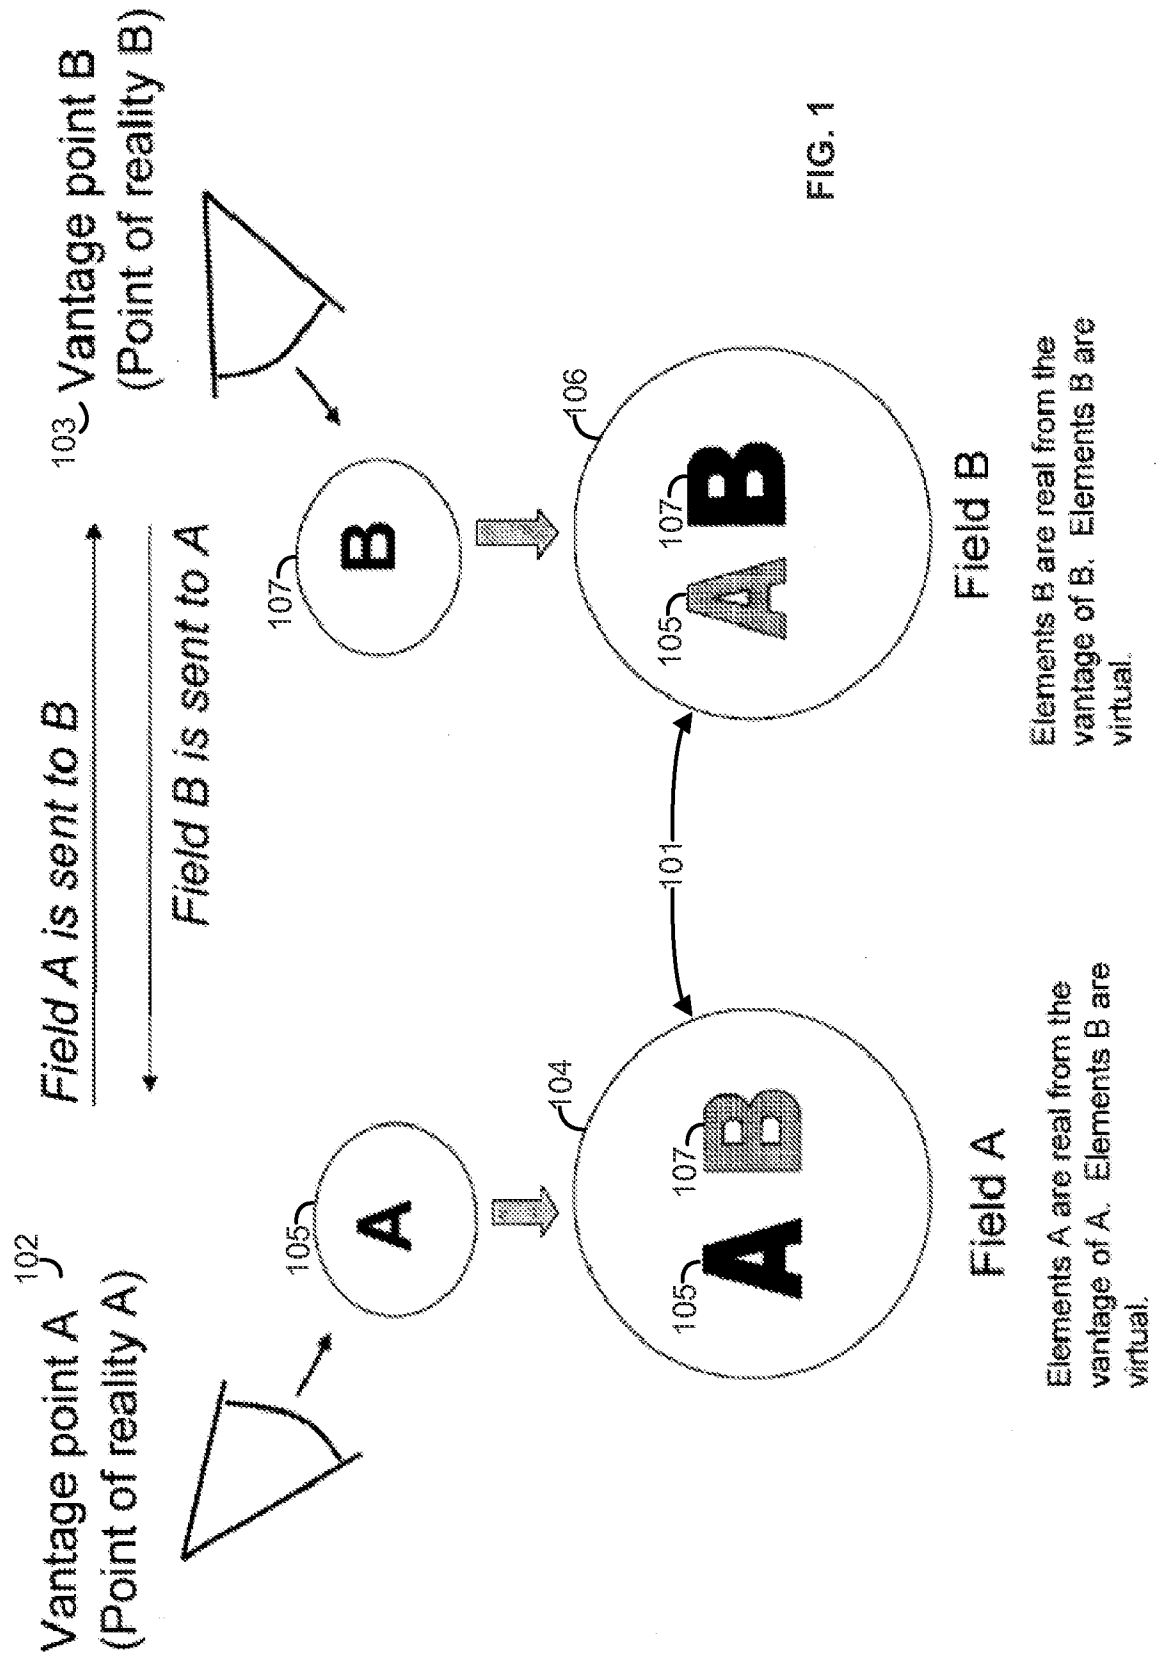 Vantage point A
(Point of reality A)
102
Field A is sent to B
Field B is sent to A
103
Vantage point B
(Point of reality B)
105
A
107
B
104
105
A
107
B
101
106
105
A
107
B
Field A
Elements A are real from the
vantage of A. Elements B are
virtual.
Field B
Elements B are real from the
vantage of B. Elements B are
virtual.
FIG. 1